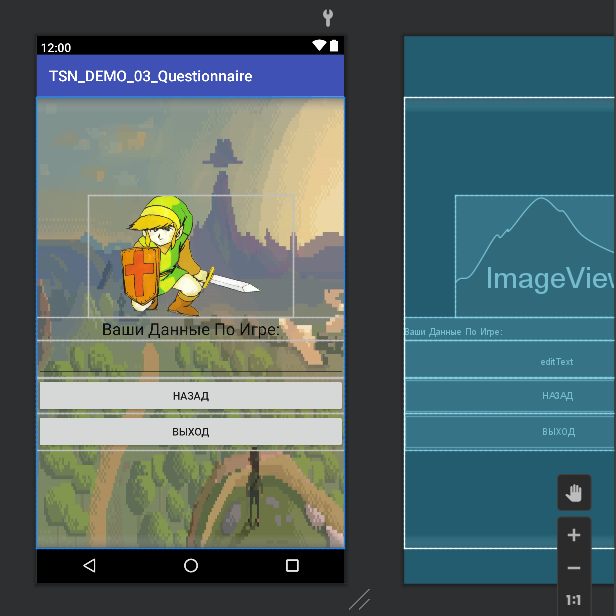 12:00
TSN_DEMO_03_Questionnaire
Ваши Данные По Игре:
НАЗАД
ВЫХОД
ImageView
Ваши Данные По Игре:
editText
НАЗАД
ВЫХОД
1:1